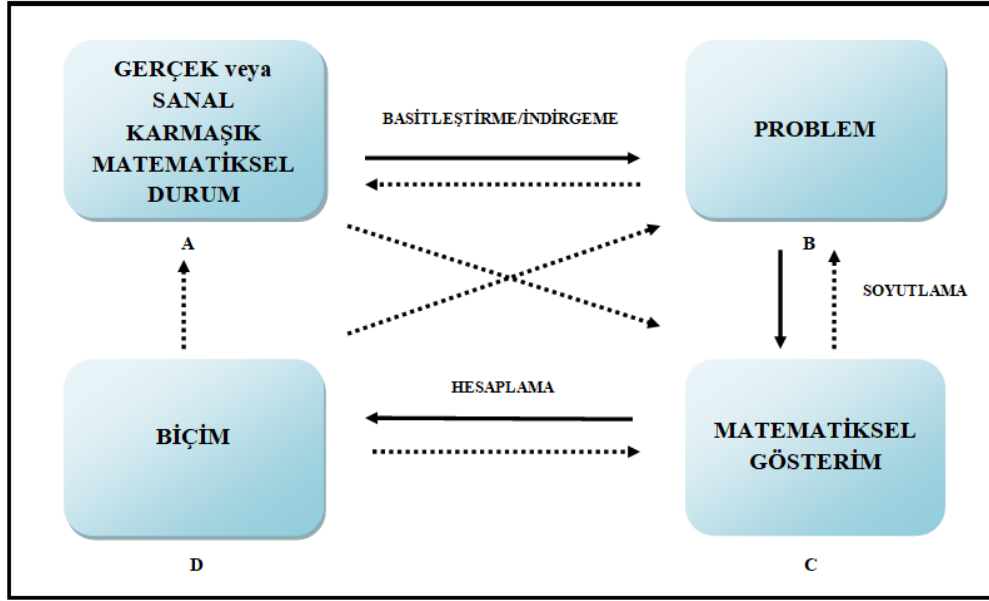 GERÇEK veya
SANAL
KARMAŞIK
MATEMATİKSEL
DURUM
BASİTLEŞTİRME/İNDİRGEME
PROBLEM
A
B
SOYUTLAMA
BİÇİM
HESAPLAMA
MATEMATİKSEL
GÖSTERİM
D
C